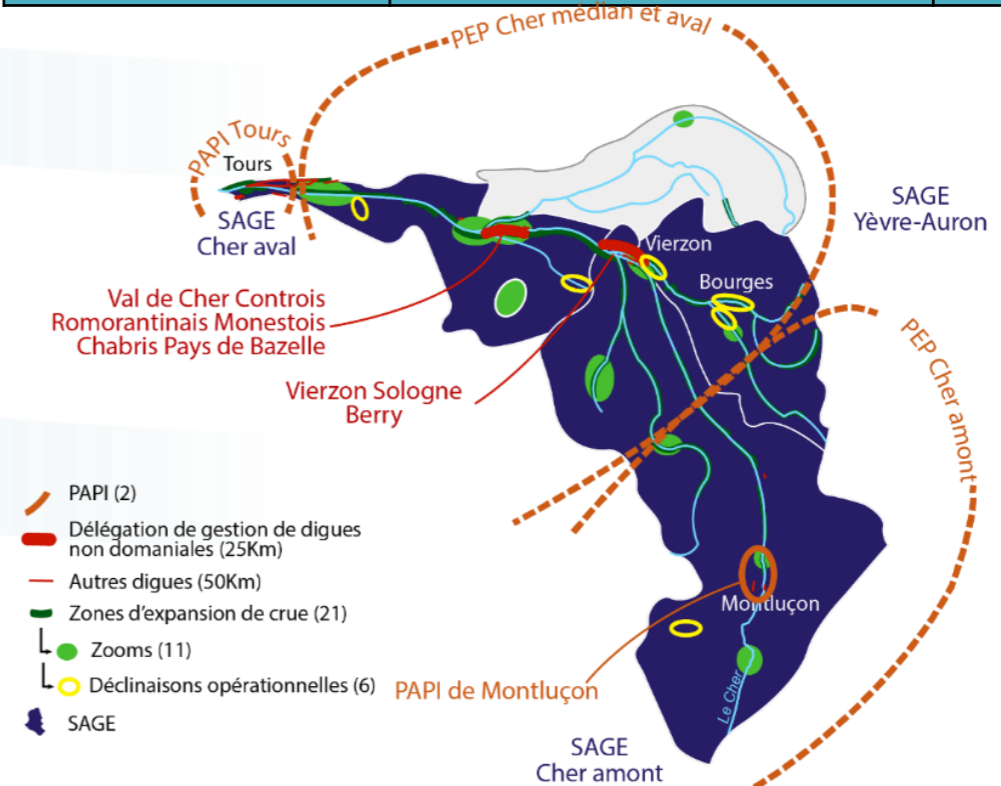 PEP Cher médian et aval
PAPI Tours
Tours
SAGE
Cher aval
SAGE
Yèvre-Auron
Vierzon
Bourges
Val de Cher Controis
Romorantinais Monestois
Chabris Pays de Bazelle
Vierzon Sologne
Berry
PEP Cher amont
PAPI (2)
Délégation de gestion de digues
non domaniales (25Km)
Autres digues (50Km)
Zones d'expansion de crue (21)
Zooms (11)
Déclinaisons opérationnelles (6)
SAGE
Montluçon
PAPI de Montluçon
Le Cher
SAGE
Cher amont